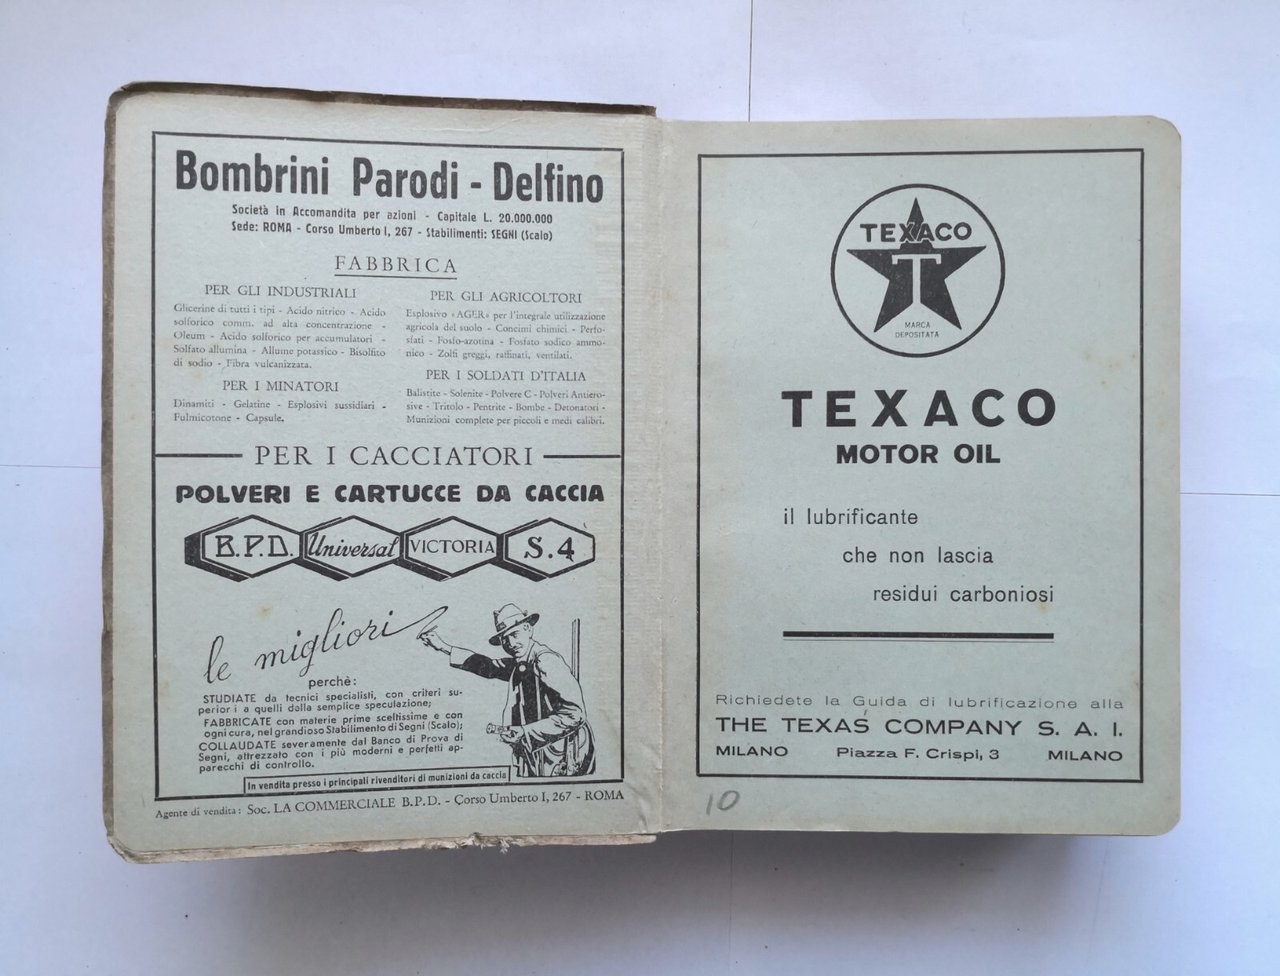 Bombrini Parodi - Delfino
Società in Accomandita per azioni - Capitale L. 20.000.000
Sede: ROMA - Corso Umberto I, 267 - Stabilimenti: SEGNI (Scalo)
FABBRICA
PER GLI INDUSTRIALI
Glicerine di tutti i tipi - Acido nitrico - Acido
solforico comm. ad alta concentrazione -
Oleum - Acido solforico per accumulatori -
Solfato allumina - Allume potassico - Bisolfito
di sodio - Fibra vulcanizzata.
PER I MINATORI
Dinamiti - Gelatine - Esplosivi sussidiari -
Fulmicotone - Capsule.
PER GLI AGRICOLTORI
Esplosivo «AGER» per l'integrale utilizzazione
agricola del suolo - Concimi chimici - Perfo-
sfati - Fosfo-azotina - Fosfato sodico ammo-
nico - Zolfi greggi, raffinati, ventilati.
PER I SOLDATI D'ITALIA
Balistite - Solenite - Polvere C - Polveri Antiero-
sive - Tritolo - Pentrite - Bombe - Detonatori -
Munizioni complete per piccoli e medi calibri.
PER I CACCIATORI
POLVERI E CARTUCCE DA CACCIA
B.P.D. Universal VICTORIA S.4
le migliori
perchè:
STUDIATE da tecnici specialisti, con criteri su-
periori a quelli dalla semplice speculazione;
FABBRICATE con materie prime sceltissime e con
ogni cura, nel grandioso Stabilimento di Segni (Scalo);
COLLAUDATE severamente dal Banco di Prova di
Segni, attrezzato con i più moderni e perfetti ap-
parecchi di controllo.
In vendita presso i principali rivenditori di munizioni da caccia
Agente di vendita: Soc. LA COMMERCIALE B.P.D. - Corso Umberto I, 267 - ROMA
TEXACO
T
MARCA
DEPOSITATA
TEXACO
MOTOR OIL
il lubrificante
che non lascia
residui carboniosi
Richiedete la Guida di lubrificazione alla
THE TEXAS COMPANY S. A. I.
MILANO Piazza F. Crispi, 3 MILANO
10